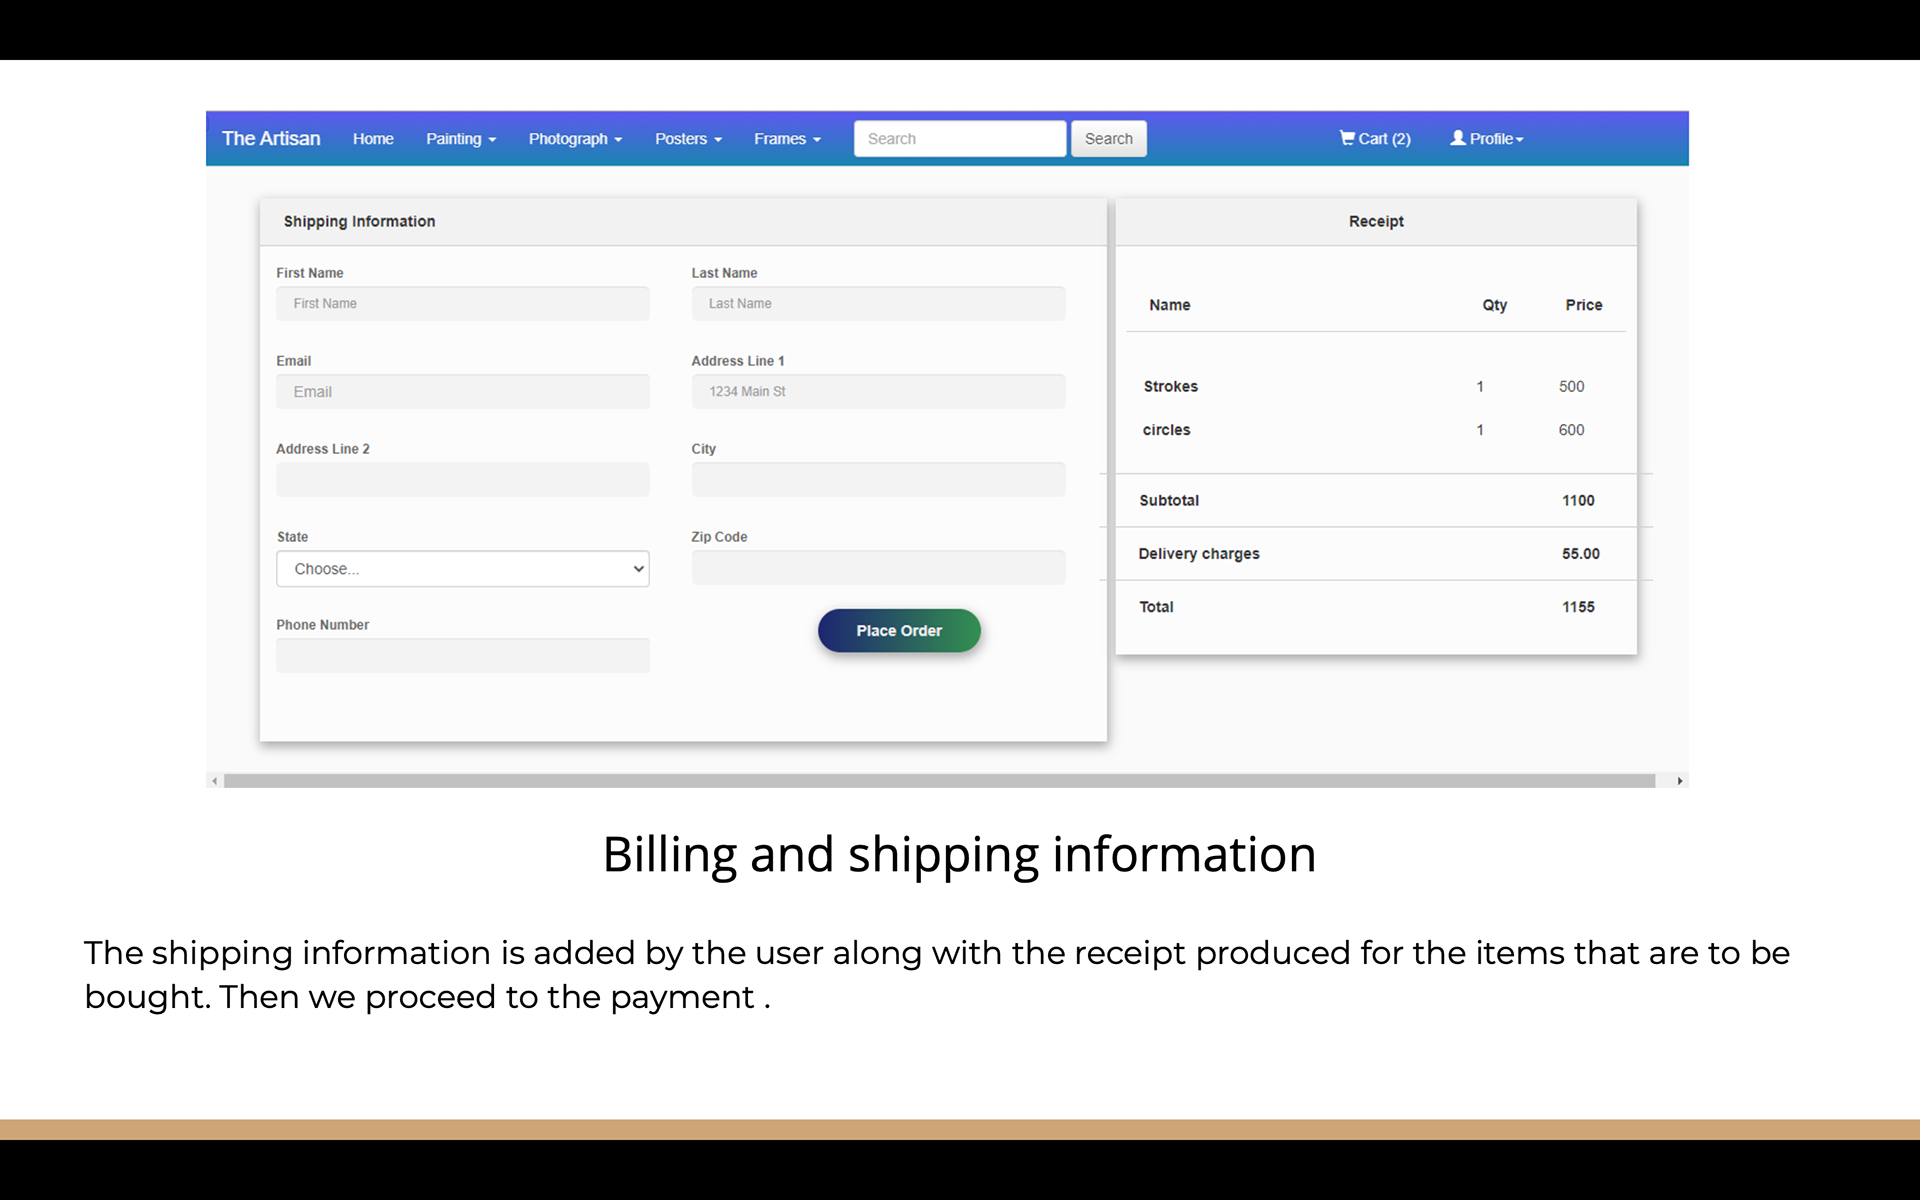 The Artisan Home Painting Photograph Posters Frames Search Search Cart (2) Profile
Shipping Information
First Name Last Name
First Name Last Name
Email Address Line 1
Email 1234 Main St
Address Line 2 City
State Zip Code
Choose...
Phone Number
Place Order
Receipt
Name Qty Price
Strokes 1 500
circles 1 600
Subtotal 1100
Delivery charges 55.00
Total 1155
Billing and shipping information
The shipping information is added by the user along with the receipt produced for the items that are to be
bought. Then we proceed to the payment .